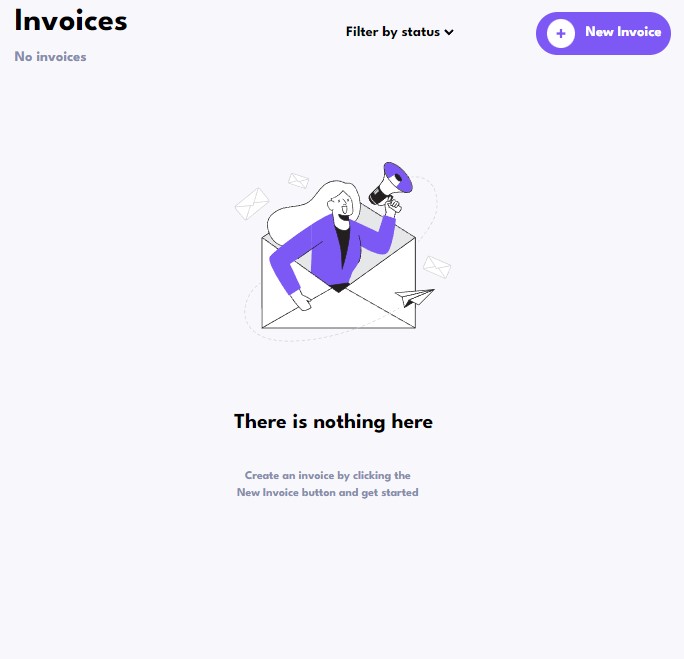 Invoices
Filter by status
+ New Invoice
No invoices
There is nothing here
Create an invoice by clicking the
New Invoice button and get started